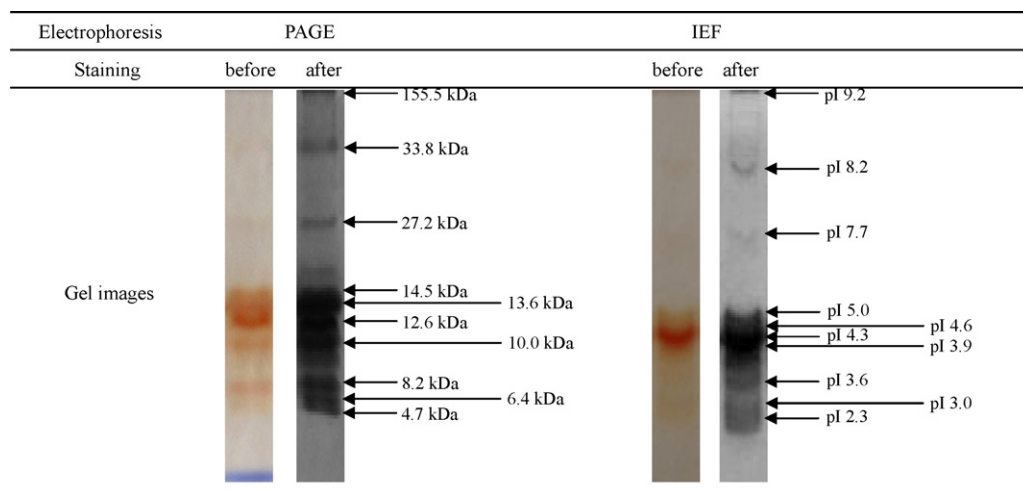 Electrophoresis PAGE IEF
Staining before after before after
155.5 kDa pI 9.2
33.8 kDa pI 8.2
27.2 kDa pI 7.7
Gel images
14.5 kDa
13.6 kDa
12.6 kDa
10.0 kDa
8.2 kDa
6.4 kDa
4.7 kDa
pI 5.0
pI 4.6
pI 4.3
pI 3.9
pI 3.6
pI 3.0
pI 2.3